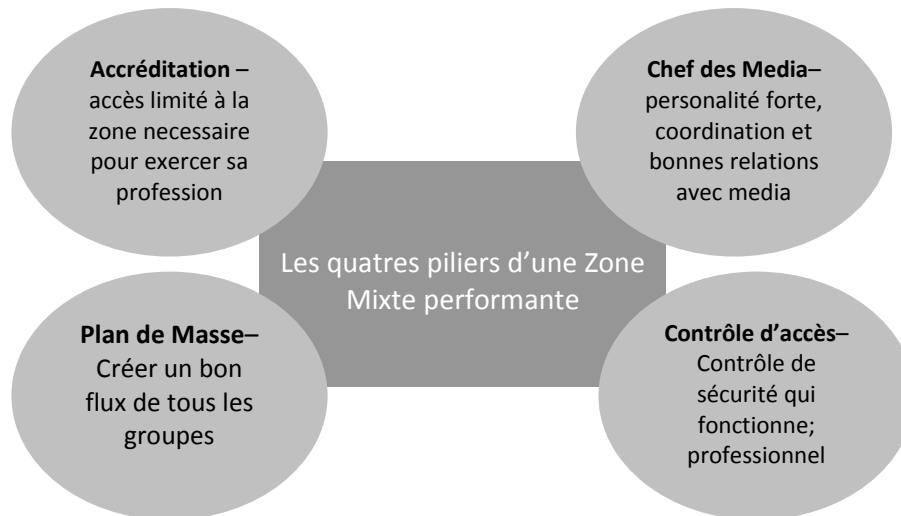 Accréditation –
accès limité à la
zone necessaire
pour exercer sa
profession
Chef des Media–
personalité forte,
coordination et
bonnes relations
avec media
Les quatres piliers d’une Zone
Mixte performante
Plan de Masse–
Créer un bon
flux de tous les
groupes
Contrôle d’accès–
Contrôle de
sécurité qui
fonctionne;
professionnel